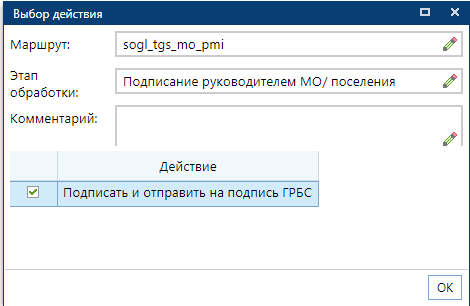 Выбор действия
Маршрут: sogl_tgs_mo_pmi
Этап обработки: Подписание руководителем МО/ поселения
Комментарий:
Действие
Подписать и отправить на подпись ГРБС
OK